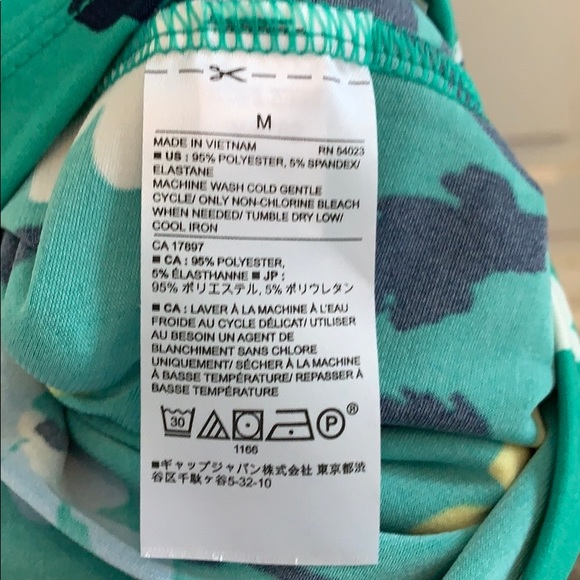 M
MADE IN VIETNAM RN 54023
■ US : 95% POLYESTER, 5% SPANDEX/
ELASTANE
MACHINE WASH COLD GENTLE
CYCLE/ ONLY NON-CHLORINE BLEACH
WHEN NEEDED/ TUMBLE DRY LOW/
COOL IRON
CA 17897
■ CA : 95% POLYESTER,
5% ÉLASTHANNE ■ JP :
95% ポリエステル, 5% ポリウレタン
■ CA : LAVER À LA MACHINE À L'EAU
FROIDE AU CYCLE DÉLICAT/ UTILISER
AU BESOIN UN AGENT DE
BLANCHIMENT SANS CHLORE
UNIQUEMENT/ SÉCHER À LA MACHINE
À BASSE TEMPÉRATURE/ REPASSER À
BASSE TEMPÉRATURE
30 P ®
1166
■ギャップジャパン株式会社 東京都渋
谷区千駄ヶ谷5-32-10